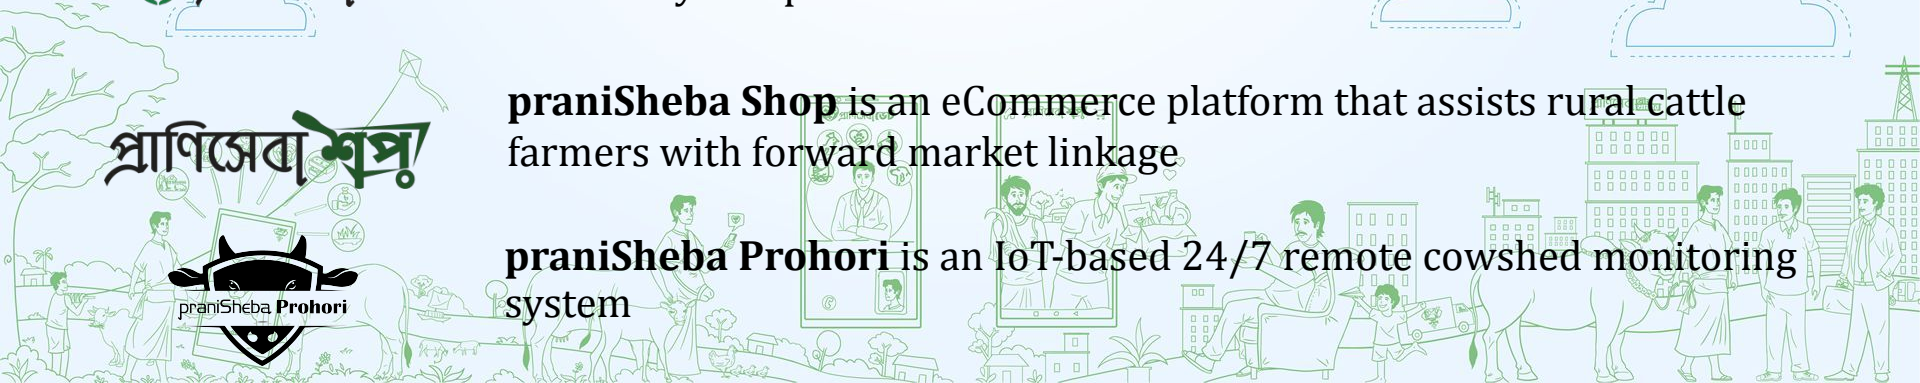 praniSheba Shop is an eCommerce platform that assists rural cattle
farmers with forward market linkage
প্রাণিসেবা শপ!
praniSheba Prohori is an IoT-based 24/7 remote cowshed monitoring
system
praniSheba Prohori